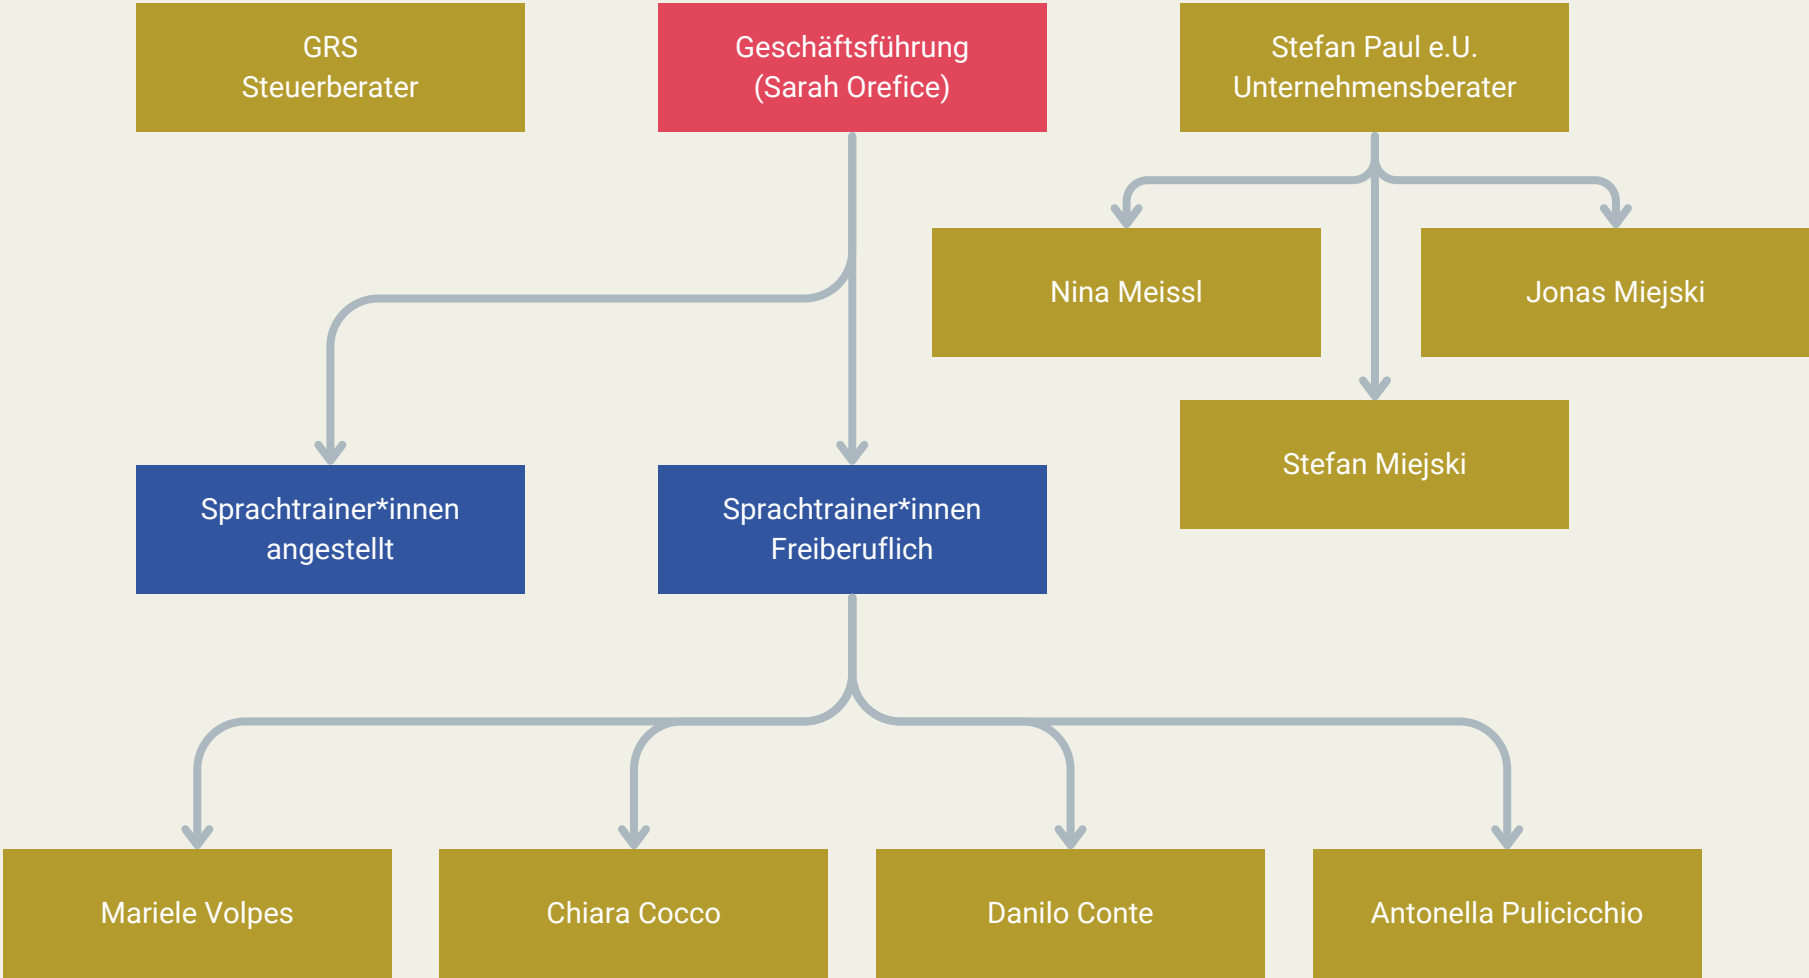 GRS
Steuerberater
Geschäftsführung
(Sarah Orefice)
Stefan Paul e.U.
Unternehmensberater
Nina Meissl
Jonas Miejski
Stefan Miejski
Sprachtrainer*innen
angestellt
Sprachtrainer*innen
Freiberuflich
Mariele Volpes
Chiara Cocco
Danilo Conte
Antonella Pulicicchio